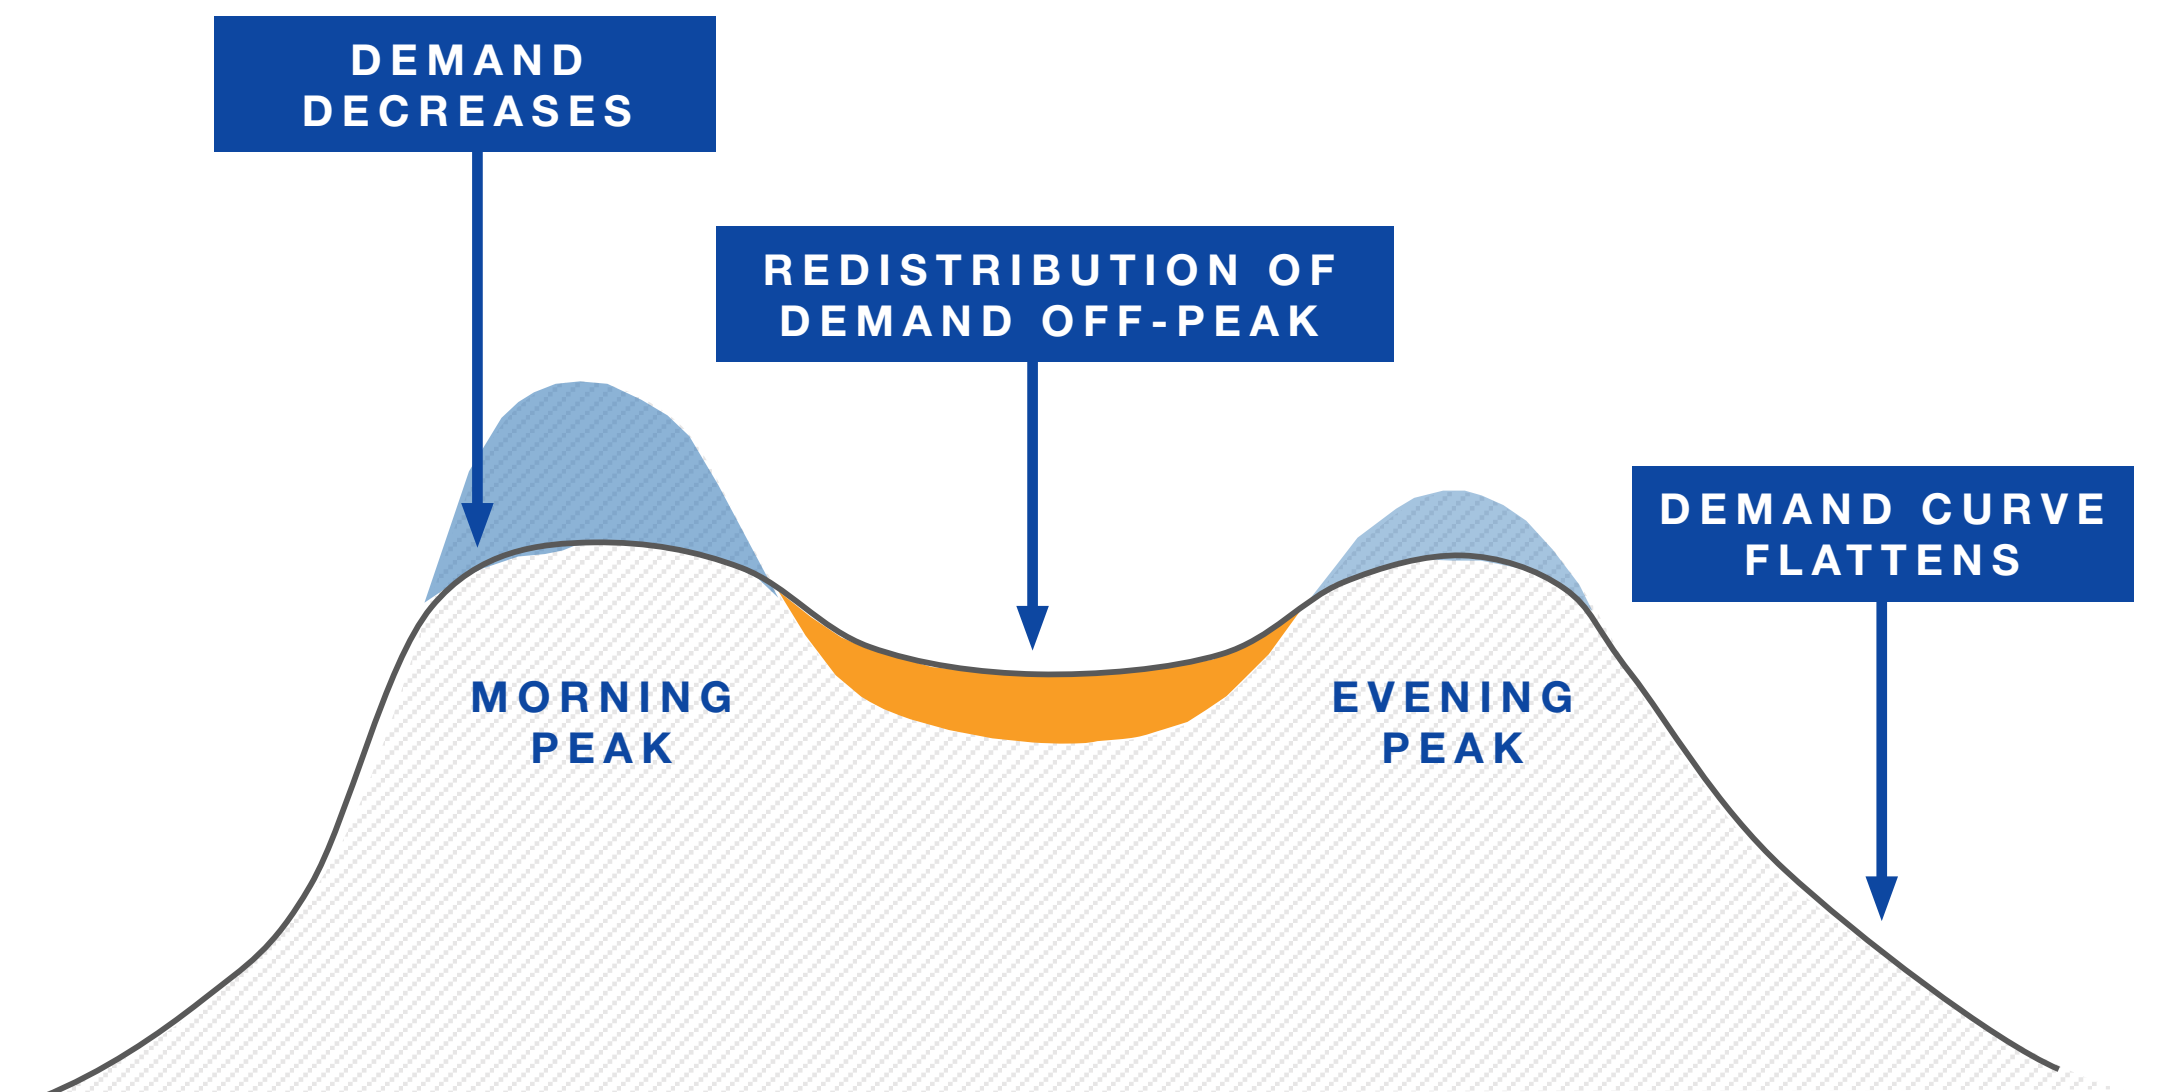 DEMAND
DECREASES
REDISTRIBUTION OF
DEMAND OFF-PEAK
DEMAND CURVE
FLATTENS
MORNING
PEAK
EVENING
PEAK